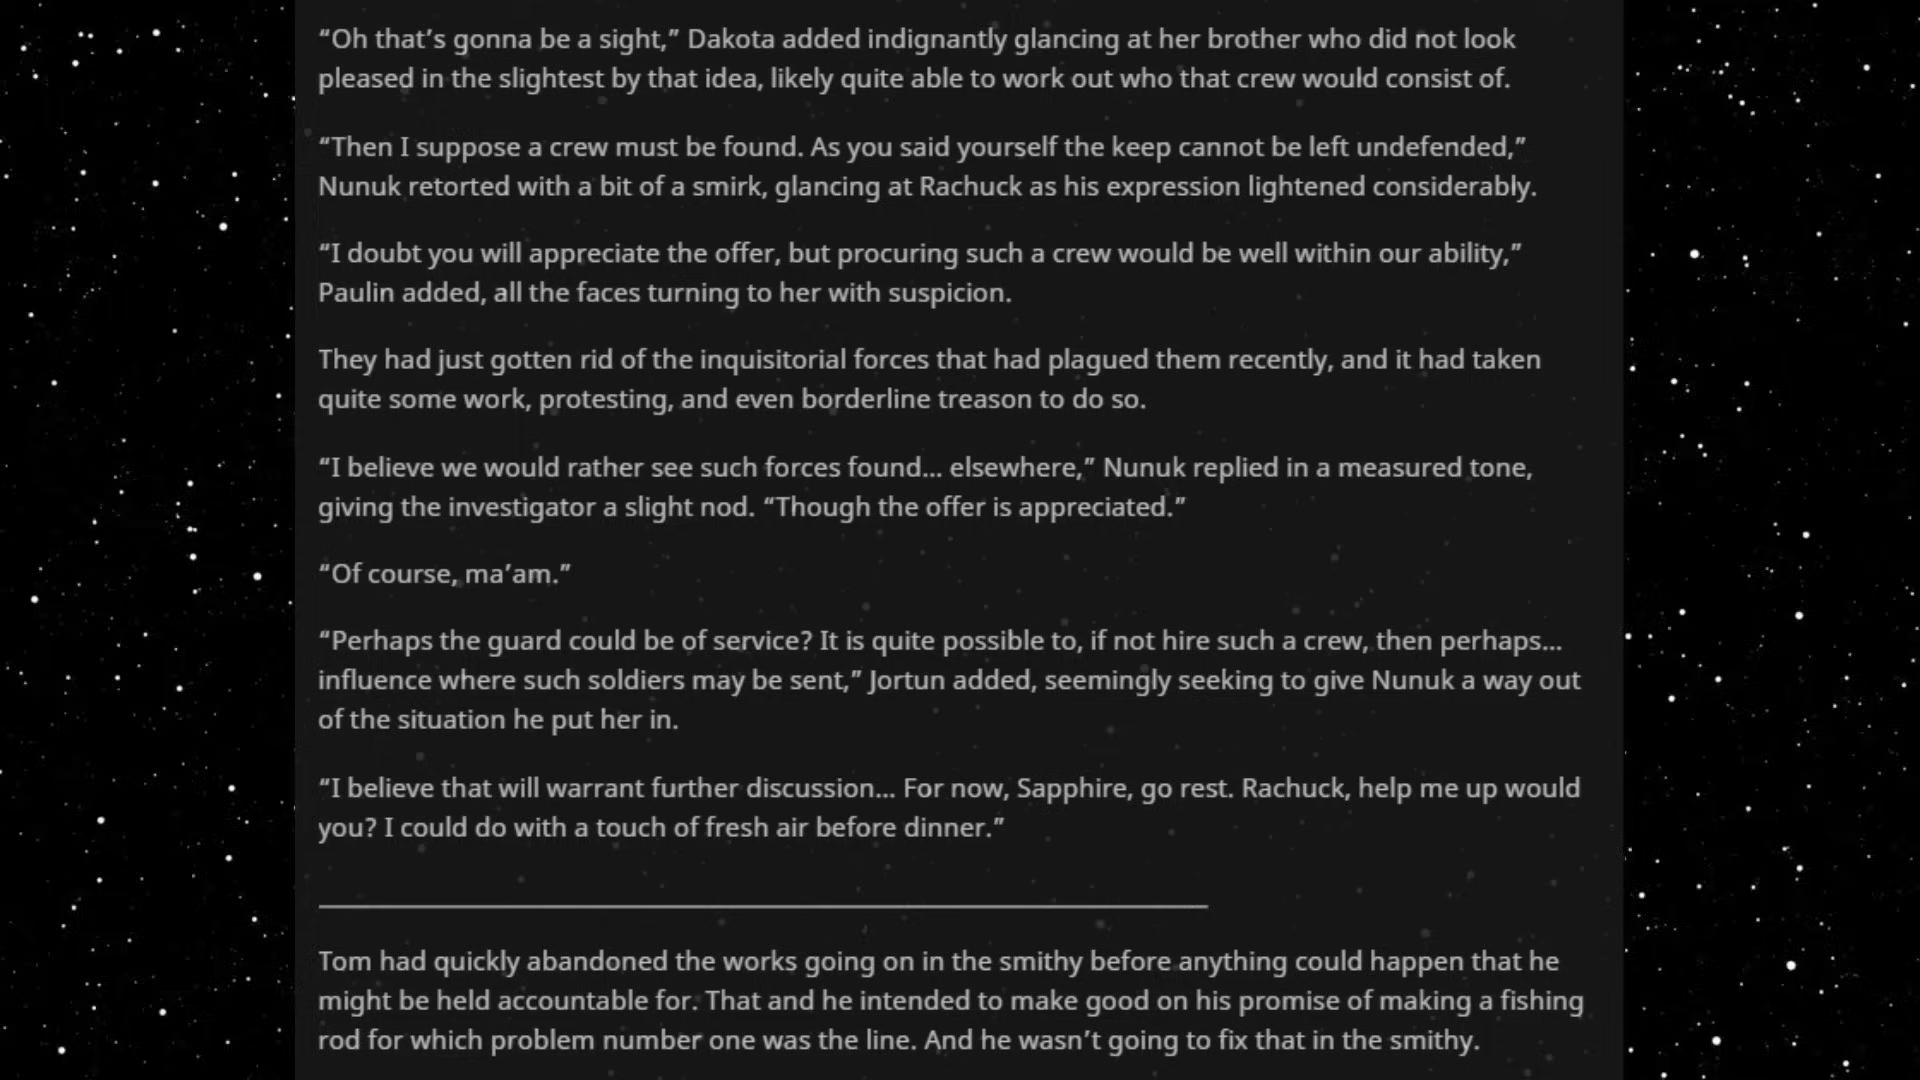 “Oh that’s gonna be a sight,” Dakota added indignantly glancing at her brother who did not look
pleased in the slightest by that idea, likely quite able to work out who that crew would consist of.
“Then I suppose a crew must be found. As you said yourself the keep cannot be left undefended,”
Nunuk retorted with a bit of a smirk, glancing at Rachuck as his expression lightened considerably.
“I doubt you will appreciate the offer, but procuring such a crew would be well within our ability,”
Paulin added, all the faces turning to her with suspicion.
They had just gotten rid of the inquisitorial forces that had plagued them recently, and it had taken
quite some work, protesting, and even borderline treason to do so.
“I believe we would rather see such forces found… elsewhere,” Nunuk replied in a measured tone,
giving the investigator a slight nod. “Though the offer is appreciated.”
“Of course, ma’am.”
“Perhaps the guard could be of service? It is quite possible to, if not hire such a crew, then perhaps…
influence where such soldiers may be sent,” Jortun added, seemingly seeking to give Nunuk a way out
of the situation he put her in.
“I believe that will warrant further discussion… For now, Sapphire, go rest. Rachuck, help me up would
you? I could do with a touch of fresh air before dinner.”
Tom had quickly abandoned the works going on in the smithy before anything could happen that he
might be held accountable for. That and he intended to make good on his promise of making a fishing
rod for which problem number one was the line. And he wasn’t going to fix that in the smithy.